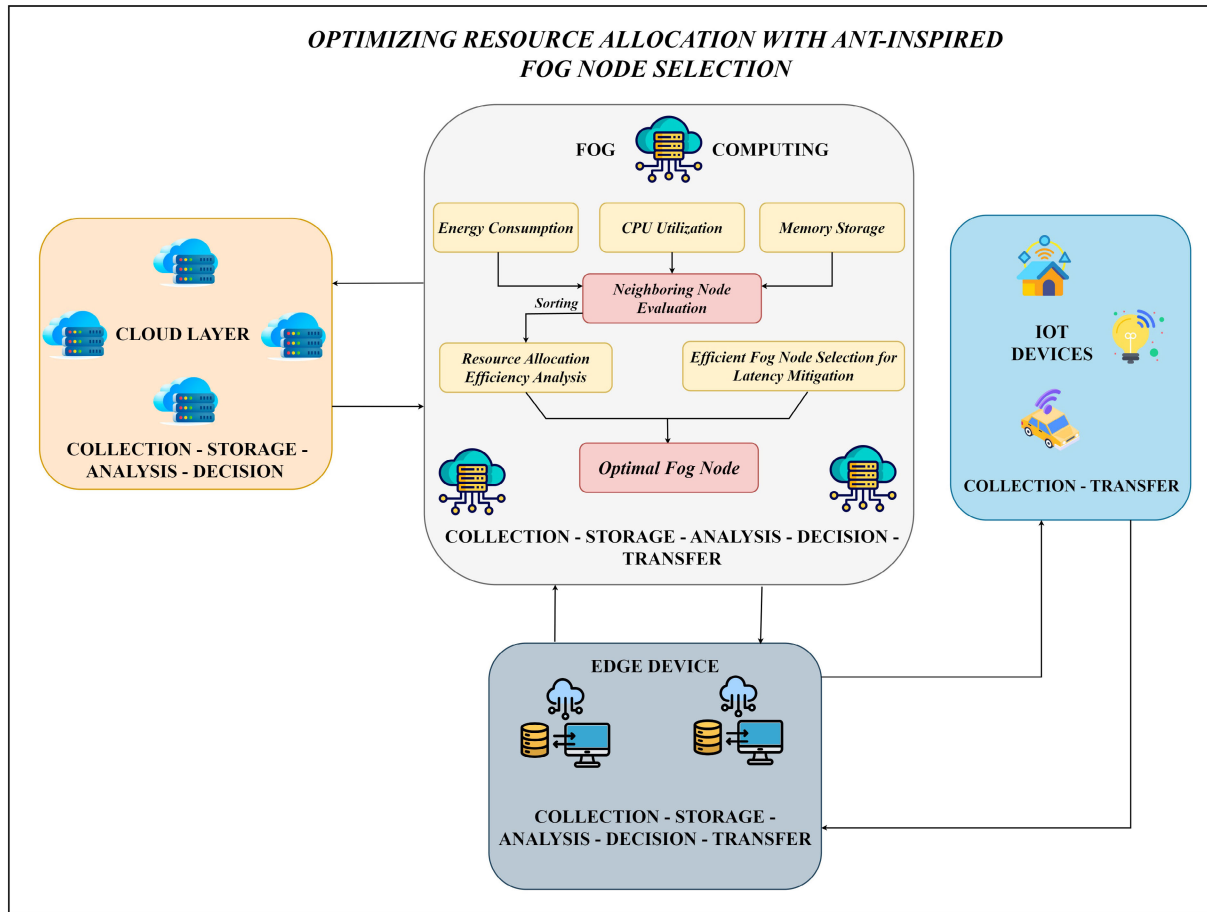 OPTIMIZING RESOURCE ALLOCATION WITH ANT-INSPIRED
FOG NODE SELECTION
FOG COMPUTING
Energy Consumption
CPU Utilization
Memory Storage
Neighboring Node
Evaluation
Sorting
Resource Allocation
Efficiency Analysis
Efficient Fog Node Selection for
Latency Mitigation
Optimal Fog Node
COLLECTION - STORAGE - ANALYSIS - DECISION -
TRANSFER
CLOUD LAYER
COLLECTION - STORAGE -
ANALYSIS - DECISION
IOT
DEVICES
COLLECTION - TRANSFER
EDGE DEVICE
COLLECTION - STORAGE -
ANALYSIS - DECISION - TRANSFER